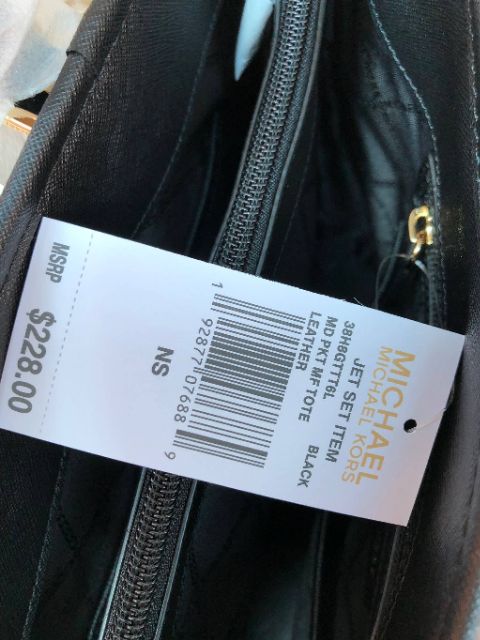 MICHAEL
MICHAEL KORS
JET SET ITEM
38H8GTTT6L
MD PKT MF TOTE
LEATHER BLACK
1 92877 07688 9
NS
MSRP $228.00